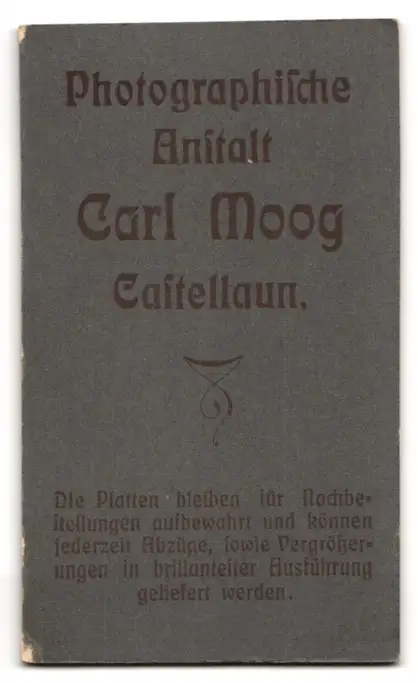 Photographiſche
Anſtalt
Carl Moog
Caſtellaun.
Die Platten bleiben für Nachbe-
ſtellungen aufbewahrt und können
jederzeit Abzüge, ſowie Vergrößer-
ungen in brillanteſter Ausführung
geliefert werden.